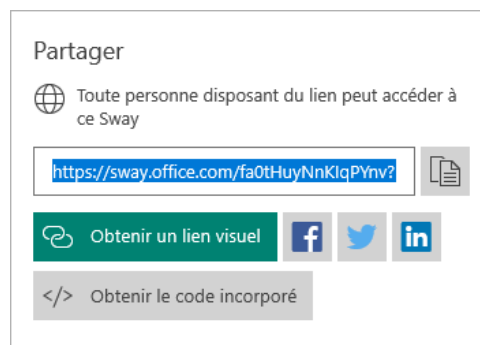 Partager
Toute personne disposant du lien peut accéder à
ce Sway
https://sway.office.com/fa0tHuyNnKIqPYnv?
Obtenir un lien visuel
</> Obtenir le code incorporé